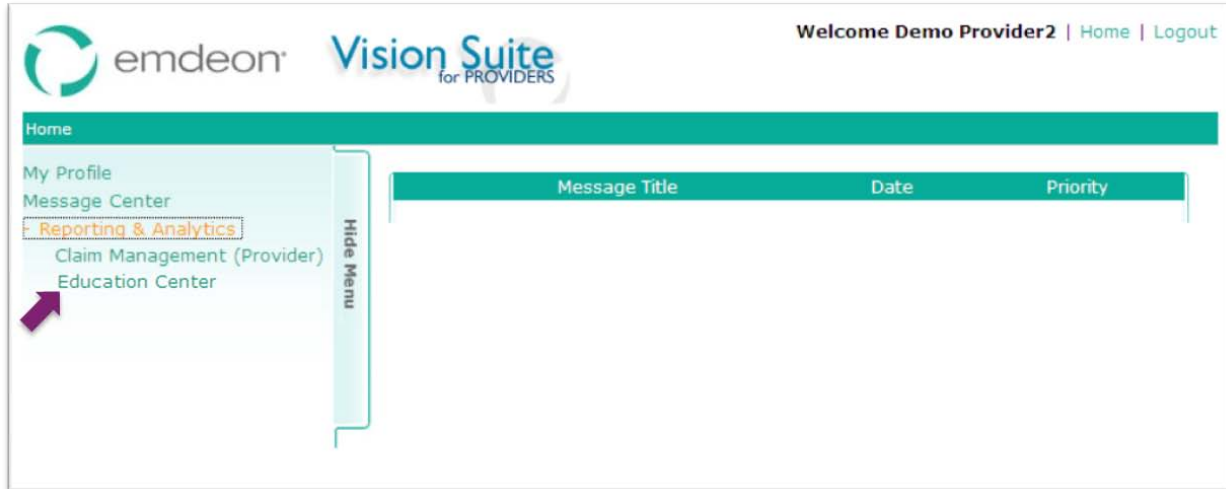 emdeon
Vision Suite
for PROVIDERS
Welcome Demo Provider2 | Home | Logout
Home
My Profile
Message Center
- Reporting & Analytics
Claim Management (Provider)
Education Center
Hide Menu
Message Title Date Priority